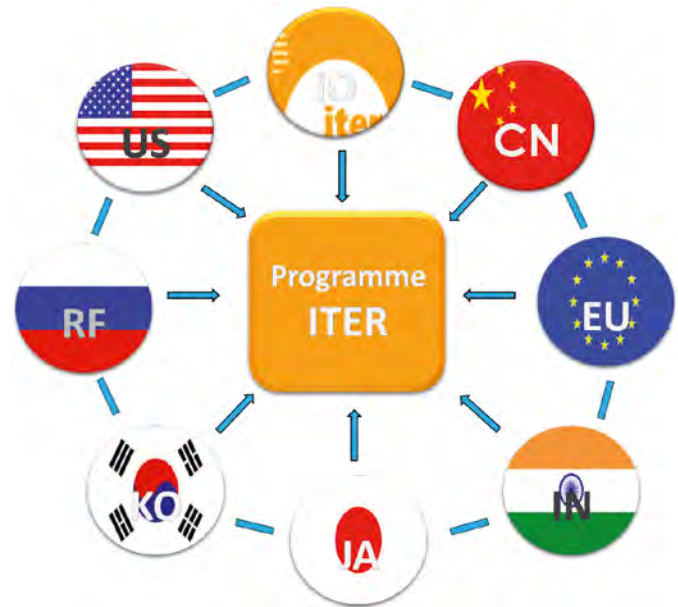 IO
iter
US
CN
Programme
ITER
RF
EU
KO
IN
JA